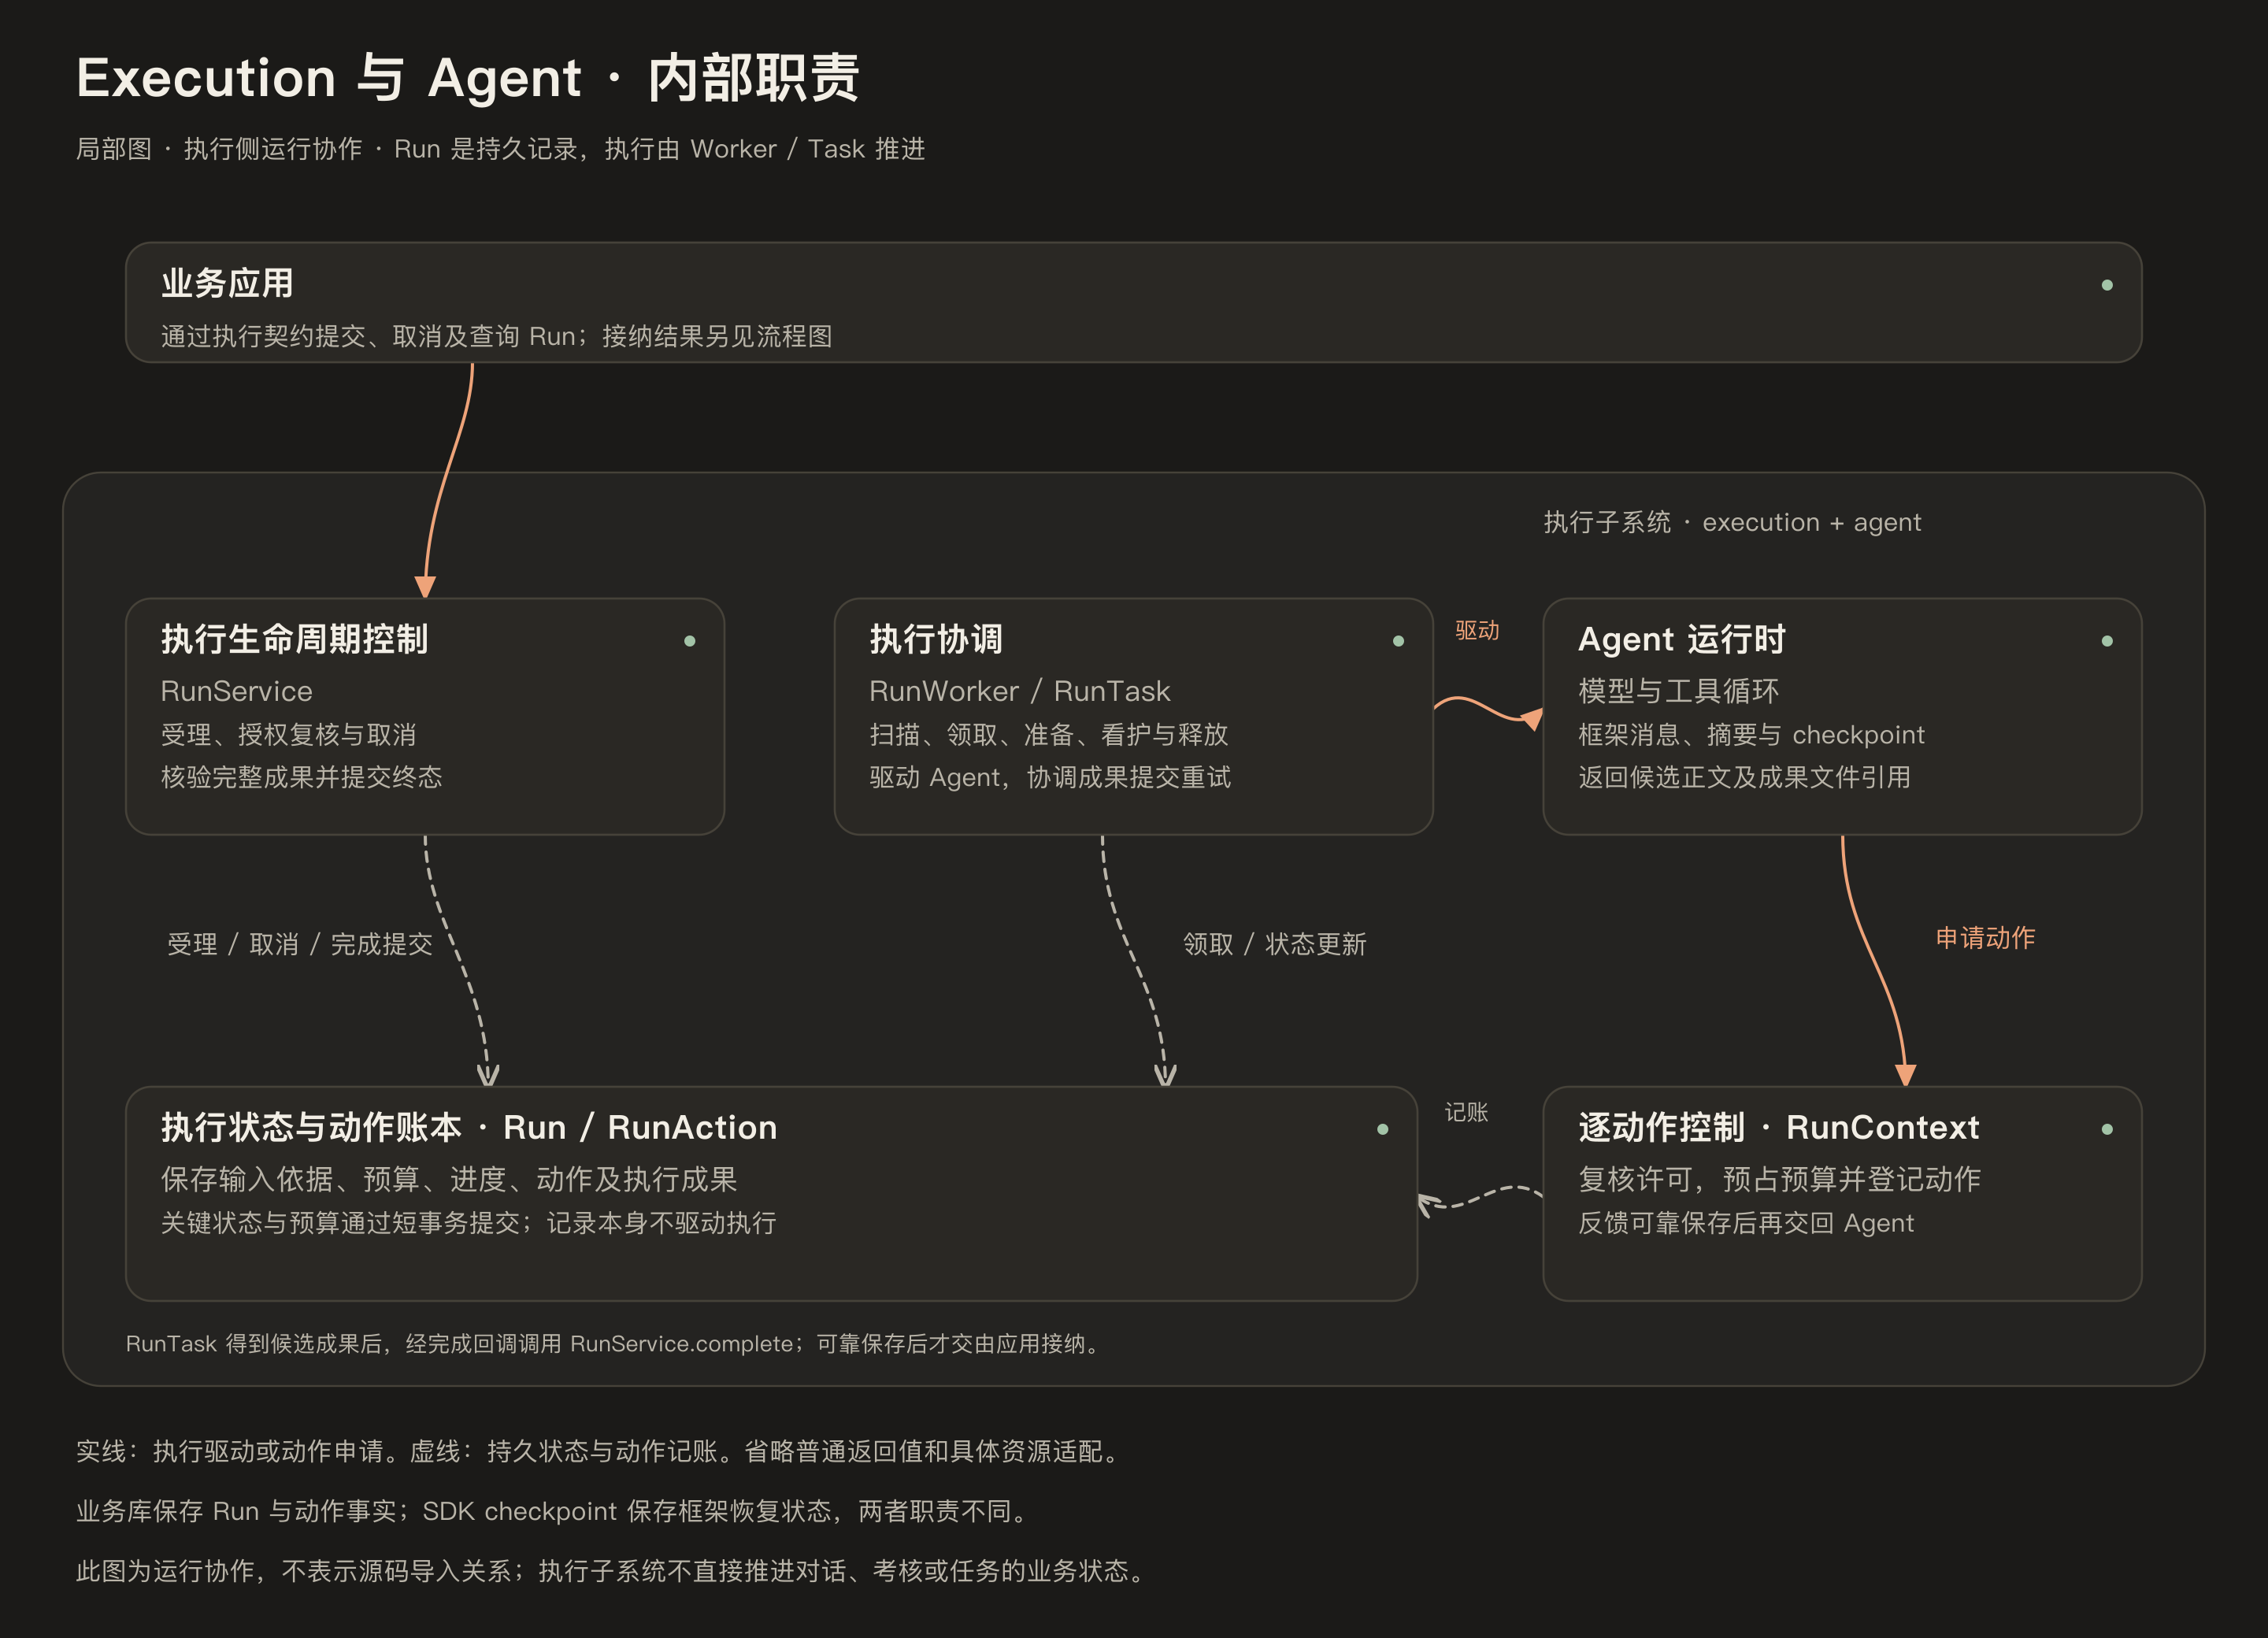 Execution 与 Agent · 内部职责
局部图 · 执行侧运行协作 · Run 是持久记录，执行由 Worker / Task 推进
业务应用
通过执行契约提交、取消及查询 Run；接纳结果另见流程图
执行子系统 · execution + agent
执行生命周期控制
RunService
受理、授权复核与取消
核验完整成果并提交终态
执行协调
RunWorker / RunTask
扫描、领取、准备、看护与释放
驱动 Agent，协调成果提交重试
驱动
Agent 运行时
模型与工具循环
框架消息、摘要与 checkpoint
返回候选正文及成果文件引用
受理 / 取消 / 完成提交
领取 / 状态更新
申请动作
执行状态与动作账本 · Run / RunAction
保存输入依据、预算、进度、动作及执行成果
关键状态与预算通过短事务提交；记录本身不驱动执行
记账
逐动作控制 · RunContext
复核许可，预占预算并登记动作
反馈可靠保存后再交回 Agent
RunTask 得到候选成果后，经完成回调调用 RunService.complete；可靠保存后才交由应用接纳。
实线：执行驱动或动作申请。虚线：持久状态与动作记账。省略普通返回值和具体资源适配。
业务库保存 Run 与动作事实；SDK checkpoint 保存框架恢复状态，两者职责不同。
此图为运行协作，不表示源码导入关系；执行子系统不直接推进对话、考核或任务的业务状态。